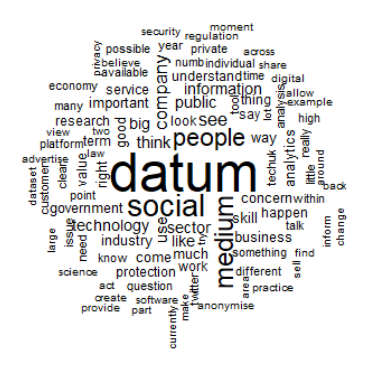 moment
security
regulation
privacy
possible
year
private
across
believe
numb
individual
share
available
understand
time
digital
economy
service
company
information
tool
thing
analysis
allow
many
important
public
lot
example
research
good
big
look
see
say
high
view
two
term
think
people
way
techuk
analytics
really
platform
law
advertise
value
right
datum
little
around
dataset
customer
clear
back
point
social
concern
within
government
medium
skill
happen
technology
use
sector
talk
issue
need
industry
like
try
business
inform
change
large
know
come
much
something
find
science
protection
work
different
sell
act
question
twitter
area
practice
create
software
make
anonymise
provide
part
currently